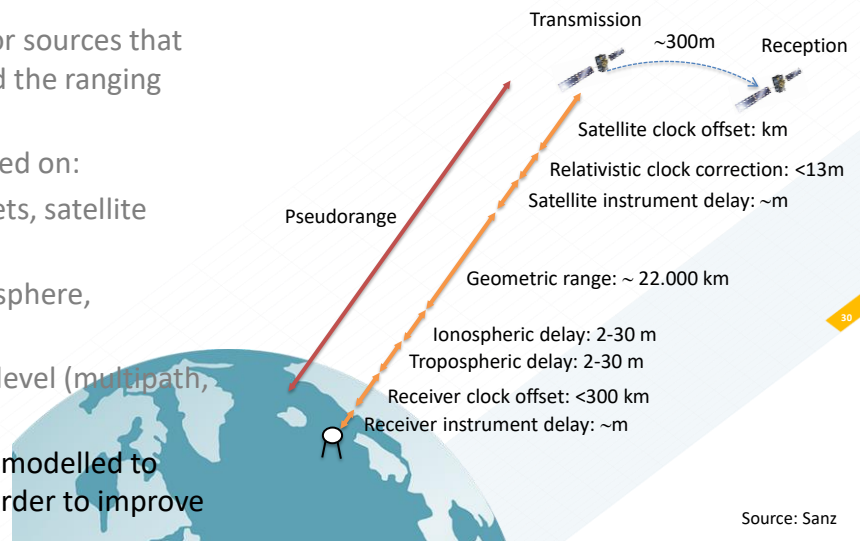 or sources that
d the ranging
ed on:
ets, satellite
sphere,
level (multipath,
modelled to
rder to improve
Transmission
~300m
Reception
Satellite clock offset: km
Relativistic clock correction: <13m
Satellite instrument delay: ~m
Pseudorange
Geometric range: ~ 22.000 km
30
Ionospheric delay: 2-30 m
Tropospheric delay: 2-30 m
Receiver clock offset: <300 km
Receiver instrument delay: ~m
Source: Sanz